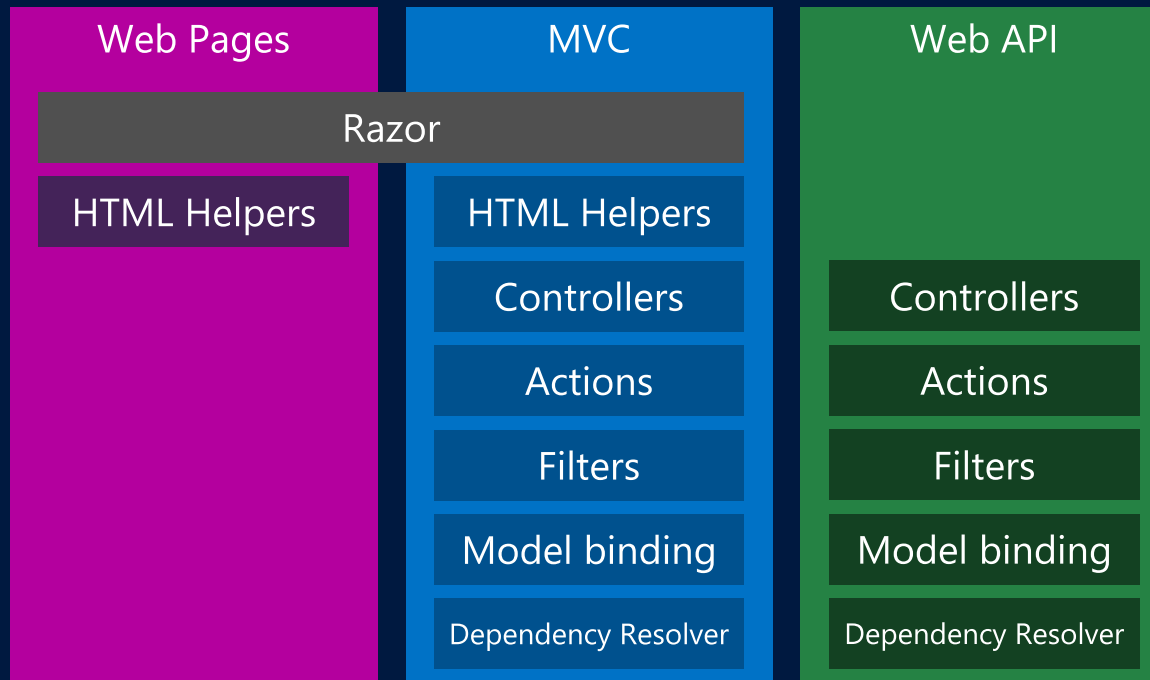 Web Pages
MVC
Web API
Razor
HTML Helpers
HTML Helpers
Controllers
Controllers
Actions
Actions
Filters
Filters
Model binding
Model binding
Dependency Resolver
Dependency Resolver